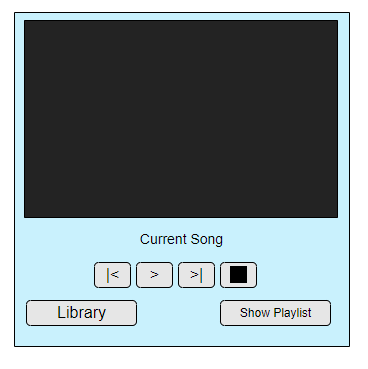 Current Song
|< > >|
Library Show Playlist